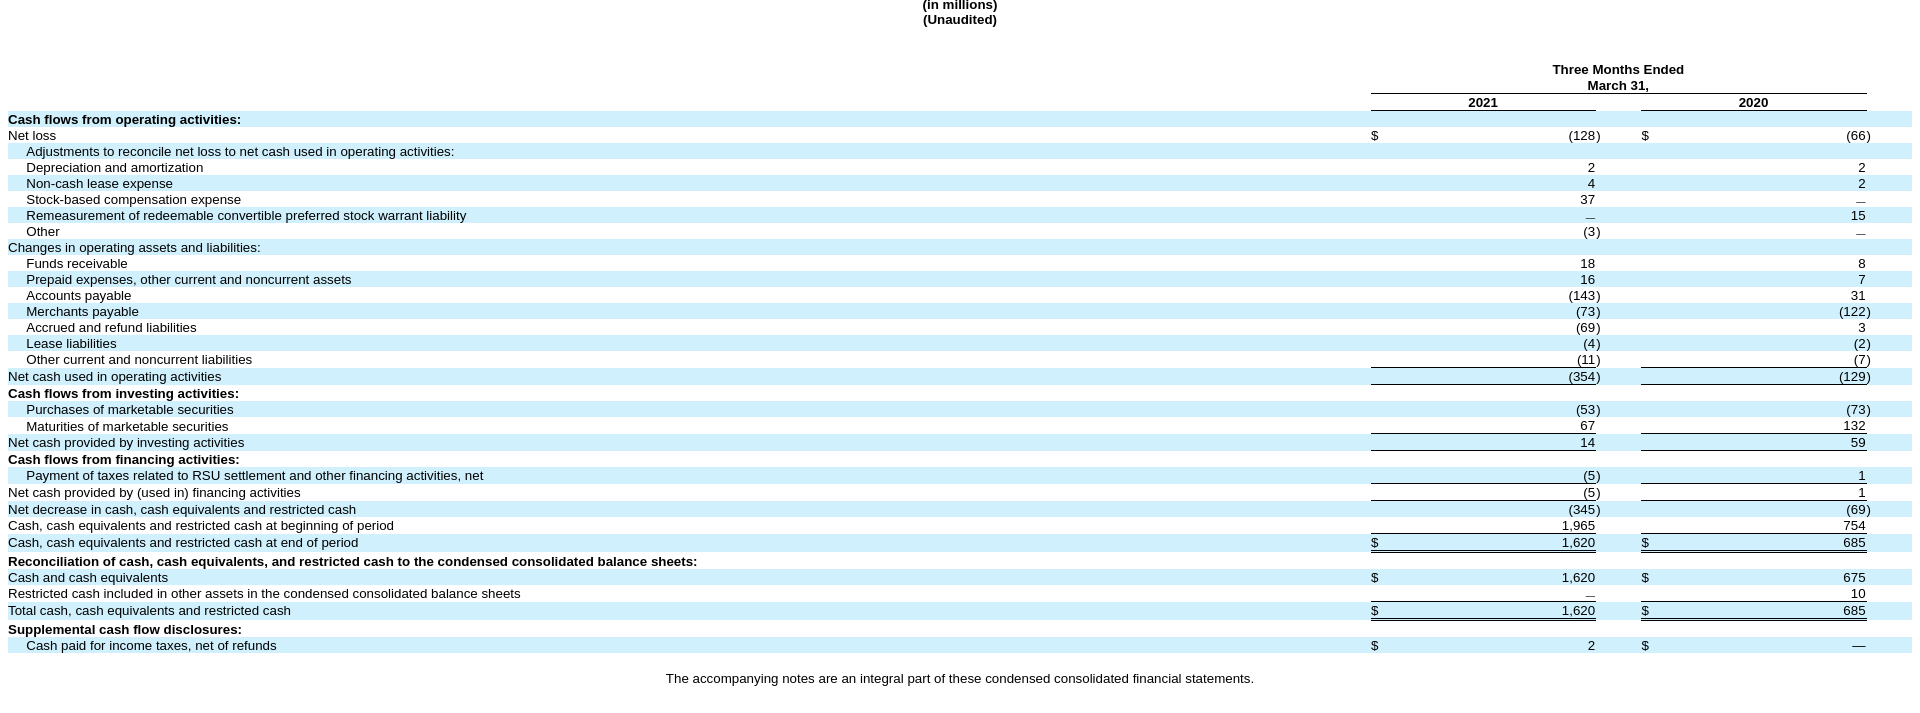 (in millions)
(Unaudited)
Three Months Ended
March 31,
2021 2020
Cash flows from operating activities:
Net loss $ (128) $ (66)
Adjustments to reconcile net loss to net cash used in operating activities:
Depreciation and amortization 2 2
Non-cash lease expense 4 2
Stock-based compensation expense 37 —
Remeasurement of redeemable convertible preferred stock warrant liability — 15
Other (3) —
Changes in operating assets and liabilities:
Funds receivable 18 8
Prepaid expenses, other current and noncurrent assets 16 7
Accounts payable (143) 31
Merchants payable (73) (122)
Accrued and refund liabilities (69) 3
Lease liabilities (4) (2)
Other current and noncurrent liabilities (11) (7)
Net cash used in operating activities (354) (129)
Cash flows from investing activities:
Purchases of marketable securities (53) (73)
Maturities of marketable securities 67 132
Net cash provided by investing activities 14 59
Cash flows from financing activities:
Payment of taxes related to RSU settlement and other financing activities, net (5) 1
Net cash provided by (used in) financing activities (5) 1
Net decrease in cash, cash equivalents and restricted cash (345) (69)
Cash, cash equivalents and restricted cash at beginning of period 1,965 754
Cash, cash equivalents and restricted cash at end of period $ 1,620 $ 685
Reconciliation of cash, cash equivalents, and restricted cash to the condensed consolidated balance sheets:
Cash and cash equivalents $ 1,620 $ 675
Restricted cash included in other assets in the condensed consolidated balance sheets — 10
Total cash, cash equivalents and restricted cash $ 1,620 $ 685
Supplemental cash flow disclosures:
Cash paid for income taxes, net of refunds $ 2 $ —
The accompanying notes are an integral part of these condensed consolidated financial statements.